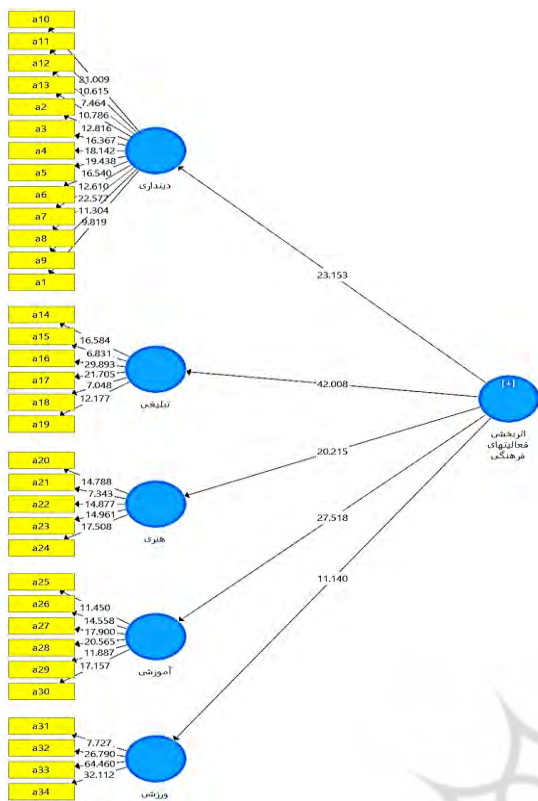 a10
a11
a12
a13
a2
a3
a4
a5
a6
a7
a8
a9
a1
21.009
10.615
7.464
10.786
12.816
16.367
18.142
19.438
16.540
12.610
22.577
11.304
9.819
دینداری
23.153
a14
a15
a16
a17
a18
a19
16.584
6.831
29.893
21.705
7.048
12.177
تبلیغی
42.008
[+]
اثربخشی
فعالیتهای
فرهنگی
a20
a21
a22
a23
a24
14.788
7.343
14.877
14.961
17.508
هنری
20.215
a25
a26
a27
a28
a29
a30
11.450
14.558
17.900
20.565
11.887
17.157
آموزشی
27.518
a31
a32
a33
a34
7.727
26.790
64.460
32.112
ورزشی
11.140